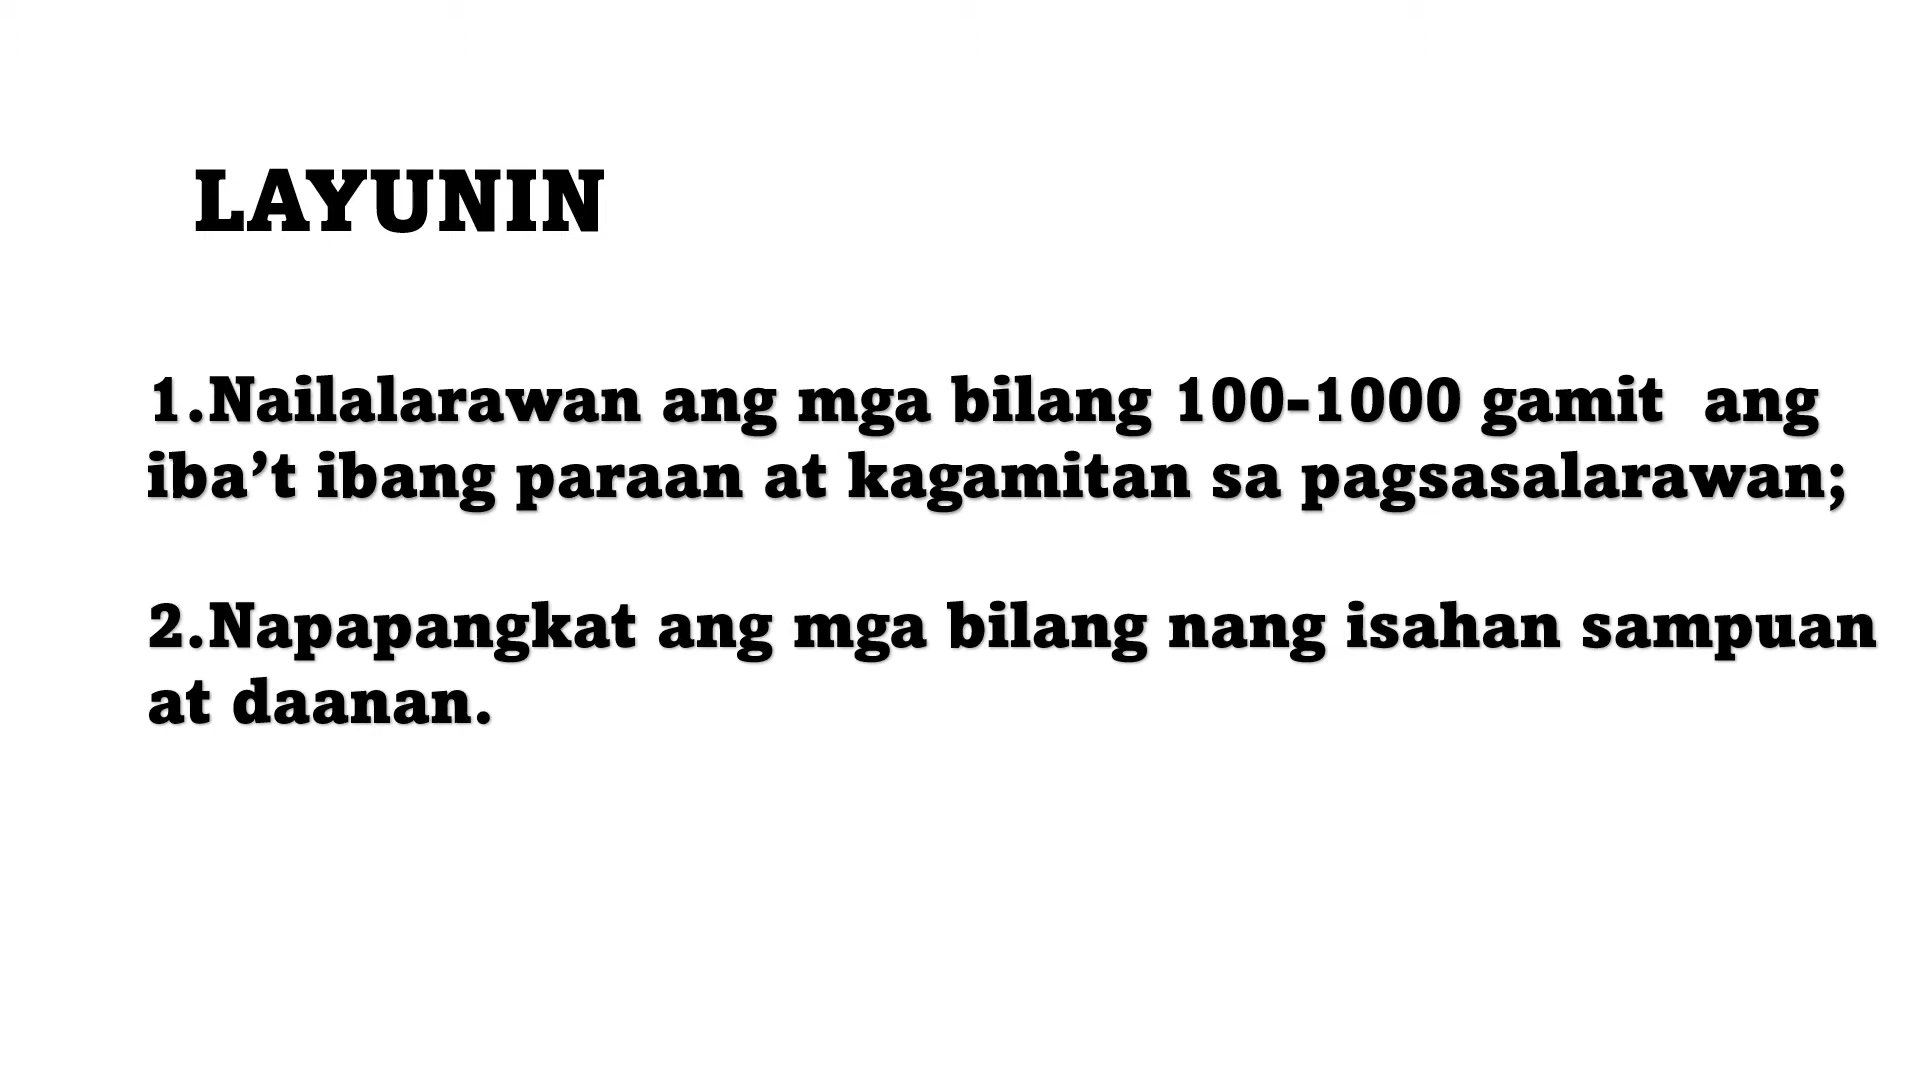 LAYUNIN
1.Nailalarawan ang mga bilang 100-1000 gamit  ang
iba’t ibang paraan at kagamitan sa pagsasalarawan;
2.Napapangkat ang mga bilang nang isahan sampuan
at daanan.